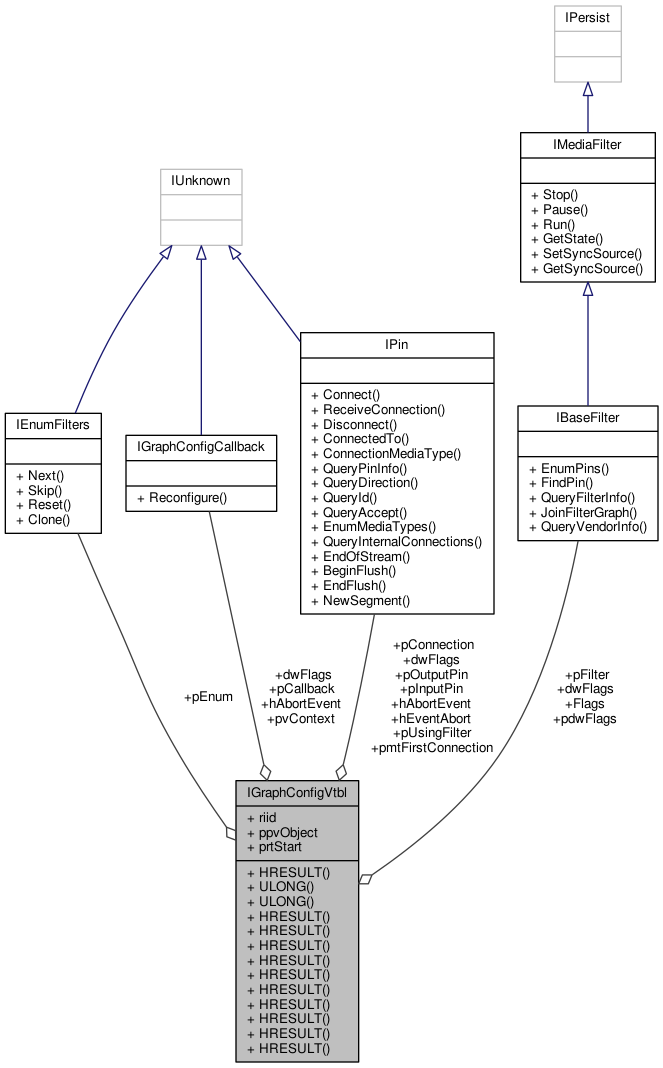 IPersist
IMediaFilter
+ Stop()
+ Pause()
+ Run()
+ GetState()
+ SetSyncSource()
+ GetSyncSource()
IUnknown
IPin
+ Connect()
+ ReceiveConnection()
+ Disconnect()
+ ConnectedTo()
+ ConnectionMediaType()
+ QueryPinInfo()
+ QueryDirection()
+ QueryId()
+ QueryAccept()
+ EnumMediaTypes()
+ QueryInternalConnections()
+ EndOfStream()
+ BeginFlush()
+ EndFlush()
+ NewSegment()
IEnumFilters
+ Next()
+ Skip()
+ Reset()
+ Clone()
IGraphConfigCallback
+ Reconfigure()
IBaseFilter
+ EnumPins()
+ FindPin()
+ QueryFilterInfo()
+ JoinFilterGraph()
+ QueryVendorInfo()
+pEnum
+dwFlags
+pCallback
+hAbortEvent
+pvContext
+pConnection
+dwFlags
+pOutputPin
+pInputPin
+hAbortEvent
+hEventAbort
+pUsingFilter
+pmtFirstConnection
+pFilter
+dwFlags
+Flags
+pdwFlags
IGraphConfigVtbl
+ riid
+ ppvObject
+ prtStart
+ HRESULT()
+ ULONG()
+ ULONG()
+ HRESULT()
+ HRESULT()
+ HRESULT()
+ HRESULT()
+ HRESULT()
+ HRESULT()
+ HRESULT()
+ HRESULT()
+ HRESULT()
+ HRESULT()